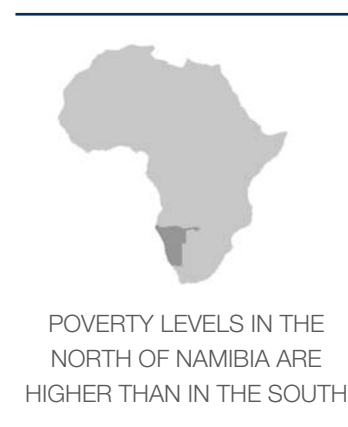 POVERTY LEVELS IN THE
NORTH OF NAMIBIA ARE
HIGHER THAN IN THE SOUTH